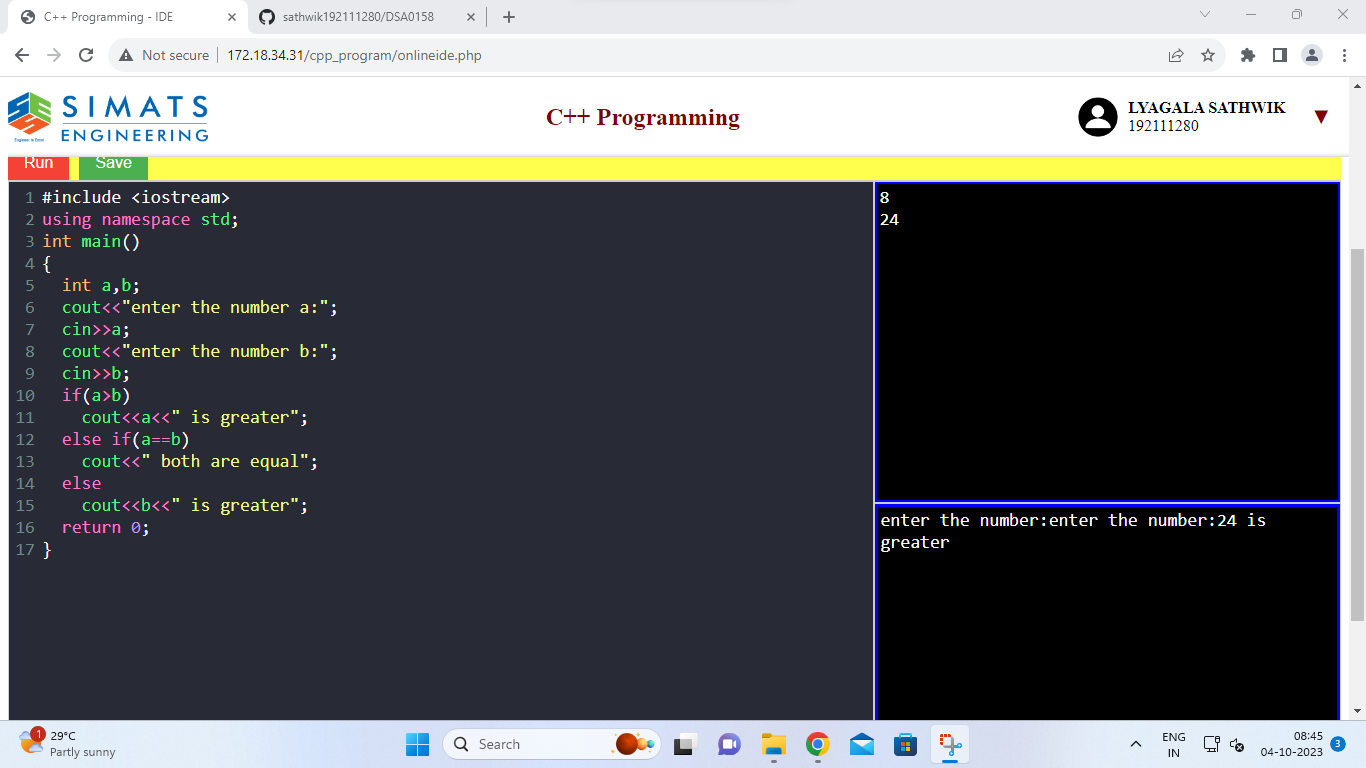 C++ Programming - IDE
sathwik192111280/DSA0158
Not secure
172.18.34.31/cpp_program/onlineide.php
SIMATS
ENGINEERING
Engineer to Excel
C++ Programming
LYAGALA SATHWIK
192111280
Run Save
1 #include <iostream>
2 using namespace std;
3 int main()
4 {
5 int a,b;
6 cout<<"enter the number a:";
7 cin>>a;
8 cout<<"enter the number b:";
9 cin>>b;
10 if(a>b)
11 cout<<a<<" is greater";
12 else if(a==b)
13 cout<<" both are equal";
14 else
15 cout<<b<<" is greater";
16 return 0;
17 }
8
24
enter the number:enter the number:24 is
greater
1
29°C
Partly sunny
Search
ENG
IN
08:45
04-10-2023
3